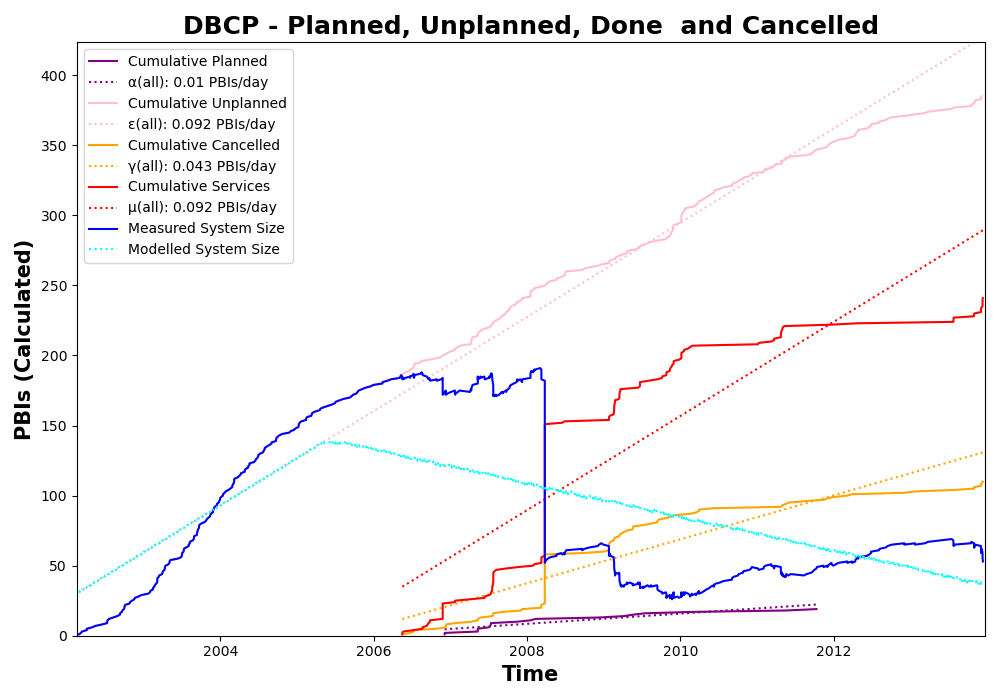 DBCP - Planned, Unplanned, Done  and Cancelled
Cumulative Planned
α(all): 0.01 PBIs/day
Cumulative Unplanned
ε(all): 0.092 PBIs/day
Cumulative Cancelled
γ(all): 0.043 PBIs/day
Cumulative Services
μ(all): 0.092 PBIs/day
Measured System Size
Modelled System Size
PBIs (Calculated)
400
350
300
250
200
150
100
50
0
2004 2006 2008 2010 2012
Time